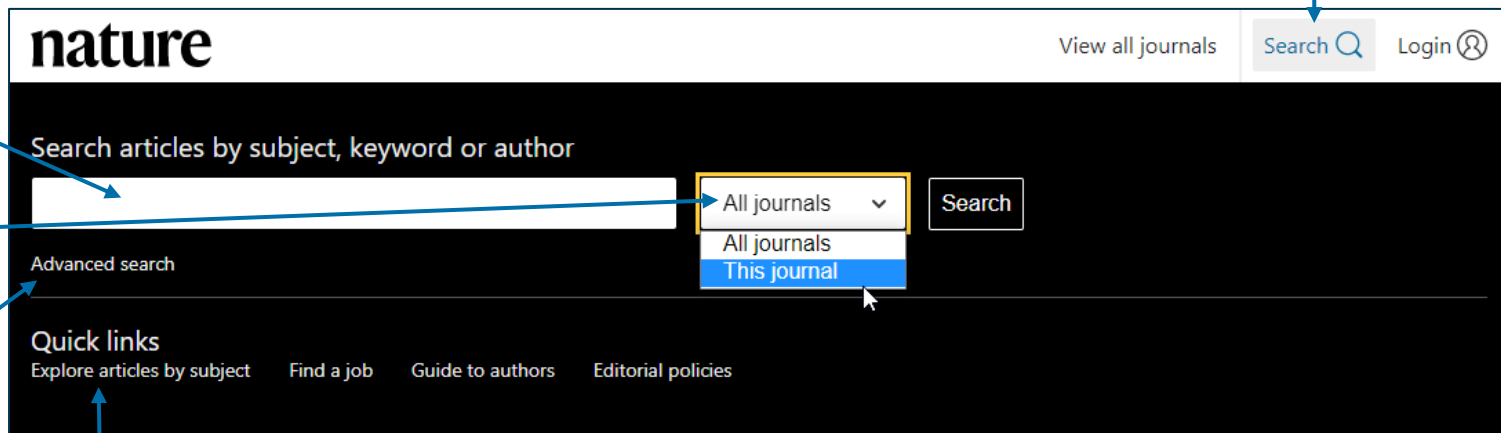 nature
View all journals Search Login
Search articles by subject, keyword or author
All journals Search
All journals
This journal
Advanced search
Quick links
Explore articles by subject Find a job Guide to authors Editorial policies